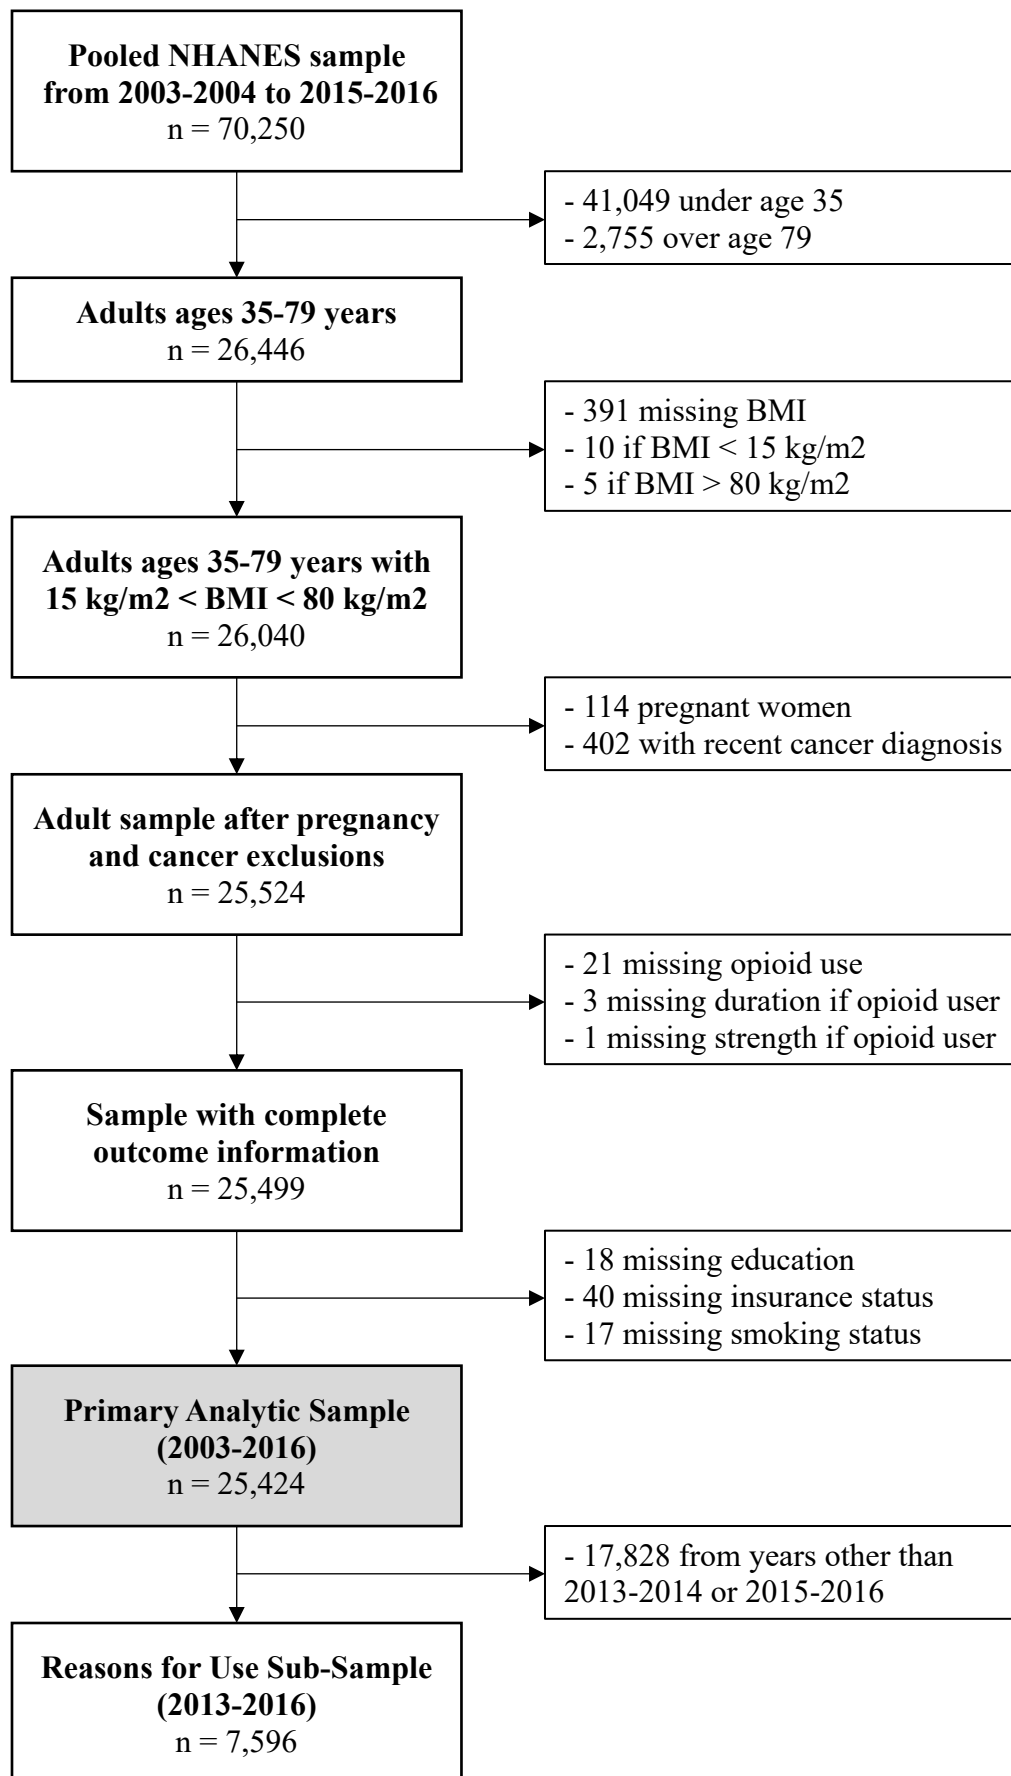 Pooled NHANES sample
from 2003-2004 to 2015-2016
n = 70,250
- 41,049 under age 35
- 2,755 over age 79
Adults ages 35-79 years
n = 26,446
- 391 missing BMI
- 10 if BMI < 15 kg/m2
- 5 if BMI > 80 kg/m2
Adults ages 35-79 years with
15 kg/m2 < BMI < 80 kg/m2
n = 26,040
- 114 pregnant women
- 402 with recent cancer diagnosis
Adult sample after pregnancy
and cancer exclusions
n = 25,524
- 21 missing opioid use
- 3 missing duration if opioid user
- 1 missing strength if opioid user
Sample with complete
outcome information
n = 25,499
- 18 missing education
- 40 missing insurance status
- 17 missing smoking status
Primary Analytic Sample
(2003-2016)
n = 25,424
- 17,828 from years other than
2013-2014 or 2015-2016
Reasons for Use Sub-Sample
(2013-2016)
n = 7,596